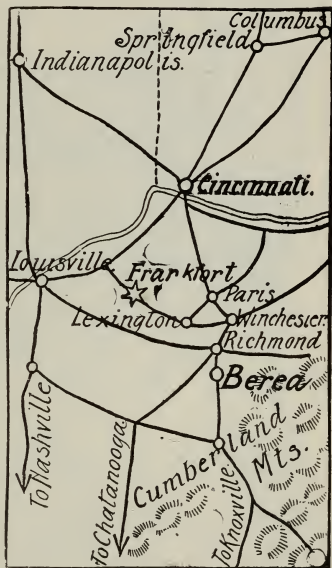 Columbus
Springfield
Indianapolis.
Cincinnati.
Louisville.
Frankfort
Paris
Lexington
Winchester
Richmond
Berea
To Nashville
To Chatanooga
Cumberland
Mts.
To Knoxville